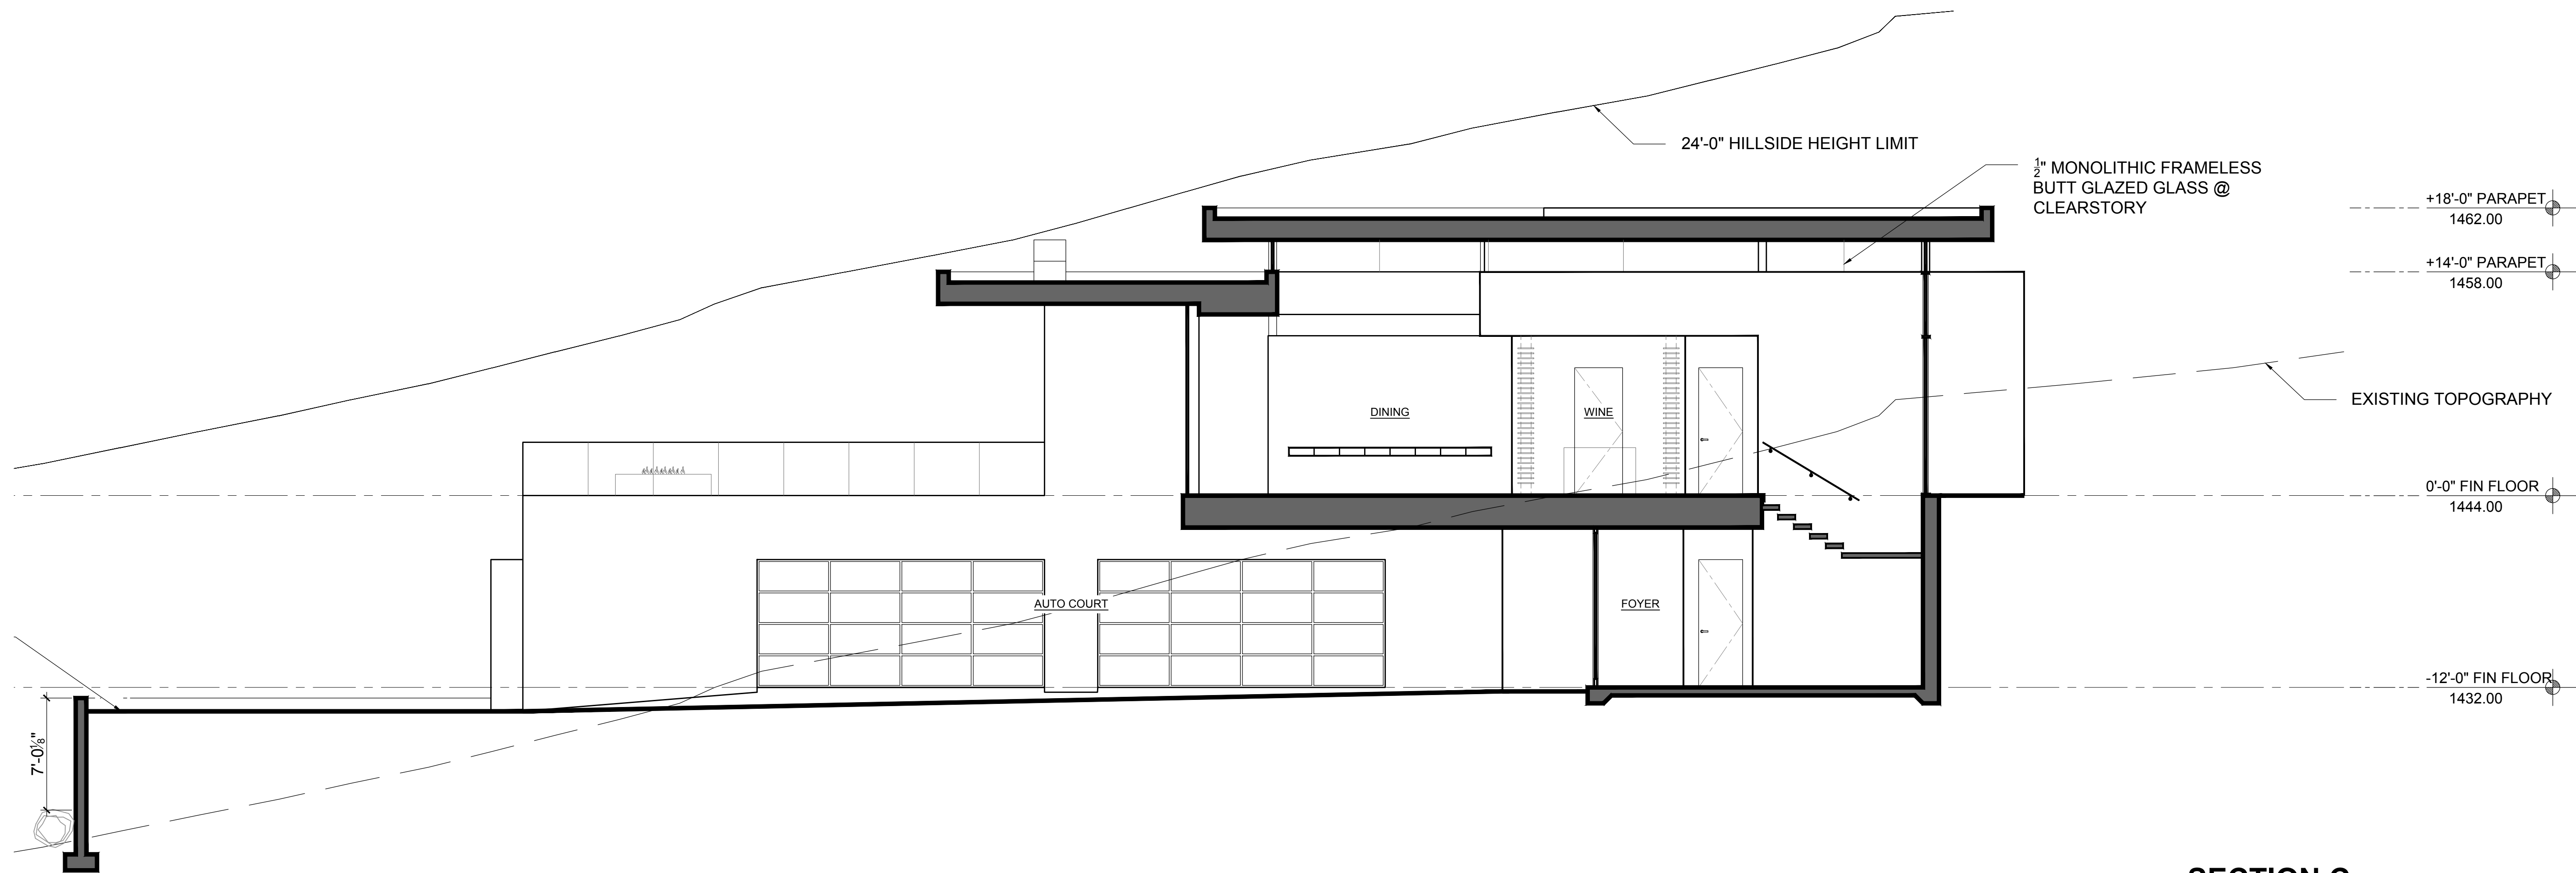 24'-0" HILLSIDE HEIGHT LIMIT
½" MONOLITHIC FRAMELESS
BUTT GLAZED GLASS @
CLEARSTORY
+18'-0" PARAPET
1462.00
+14'-0" PARAPET
1458.00
EXISTING TOPOGRAPHY
DINING
WINE
0'-0" FIN FLOOR
1444.00
AUTO COURT
FOYER
-12'-0" FIN FLOOR
1432.00
7'-0⅛"
SECTION C